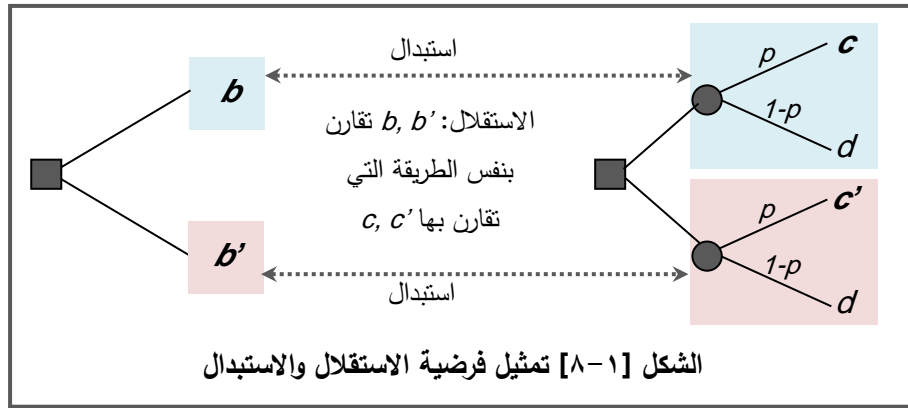 استبدال
b
p
c
1-p
d
الاستقلال: b, b’ تقارن
بنفس الطريقة التي
تقارن بها c, c’
b’
p
c’
1-p
d
استبدال
الشكل [١-٨] تمثيل فرضية الاستقلال والاستبدال